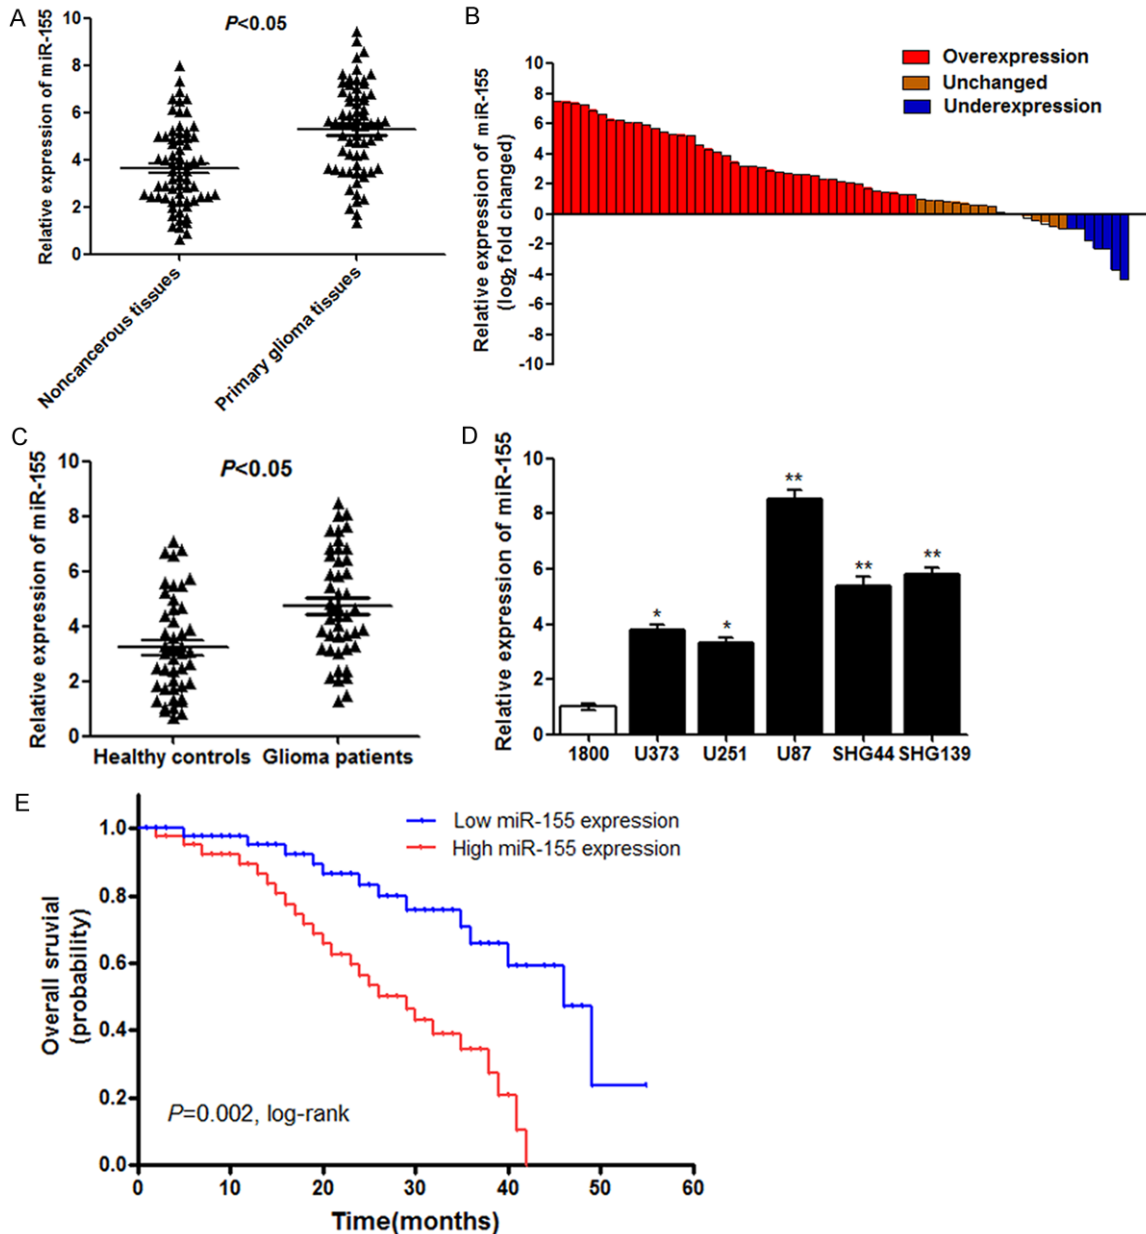 A
Relative expression of miR-155
10
8
6
4
2
0
P<0.05
Noncancerous tissues
Primary glioma tissues
B
Relative expression of miR-155
(log2 fold changed)
10
8
6
4
2
0
-2
-4
-6
-8
-10
Overexpression
Unchanged
Underexpression
C
Relative expression of miR-155
10
8
6
4
2
0
P<0.05
Healthy controls Glioma patients
D
Relative expression of miR-155
10
8
6
4
2
0
* * ** ** **
1800 U373 U251 U87 SHG44 SHG139
E
Overall sruvial
(probability)
1.0
0.8
0.6
0.4
0.2
0.0
Low miR-155 expression
High miR-155 expression
P=0.002, log-rank
0 10 20 30 40 50 60
Time(months)